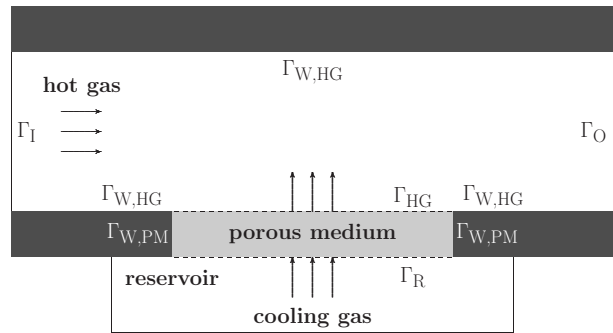 Γ_W,HG
hot gas
Γ_I
Γ_O
Γ_W,HG
Γ_HG
Γ_W,HG
Γ_W,PM
porous medium
Γ_W,PM
reservoir
Γ_R
cooling gas